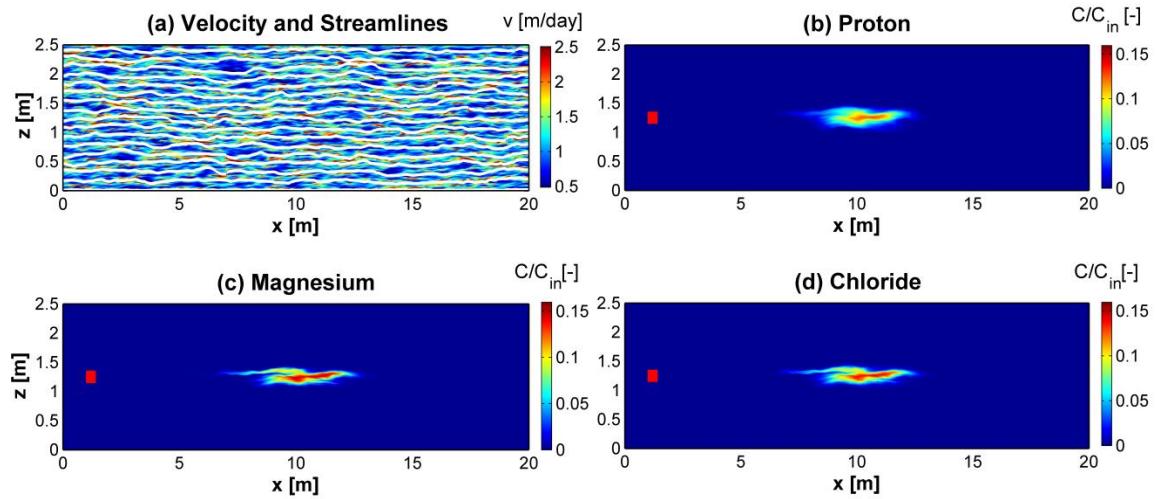 (a) Velocity and Streamlines
v [m/day]
2.5
2
1.5
1
0.5
0
z [m]
0 5 10 15 20
x [m]
2.5
2
1.5
1
0.5
(b) Proton
C/C_in [-]
2.5
2
1.5
1
0.5
0
0 5 10 15 20
x [m]
0.15
0.1
0.05
0
(c) Magnesium
C/C_in[-]
2.5
2
1.5
1
0.5
0
z [m]
0 5 10 15 20
x [m]
0.15
0.1
0.05
0
(d) Chloride
C/C_in[-]
2.5
2
1.5
1
0.5
0
0 5 10 15 20
x [m]
0.15
0.1
0.05
0